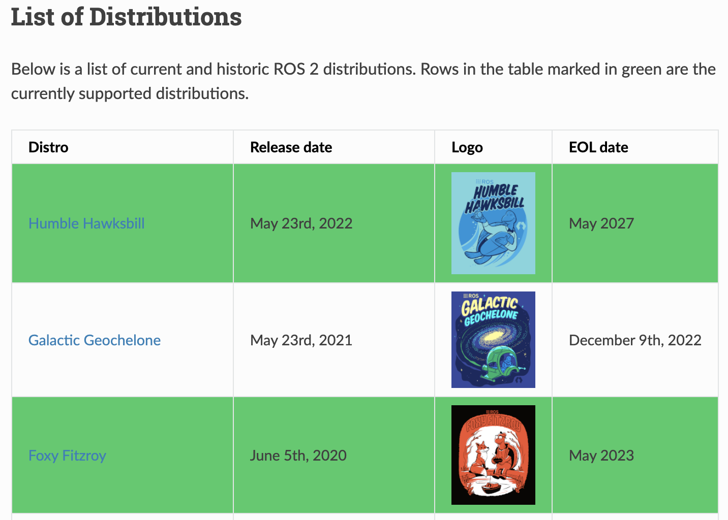 List of Distributions
Below is a list of current and historic ROS 2 distributions. Rows in the table marked in green are the
currently supported distributions.
Distro Release date Logo EOL date
Humble Hawksbill May 23rd, 2022 May 2027
ROS
HUMBLE
HAWKSBILL
Galactic Geochelone May 23rd, 2021 December 9th, 2022
ROS
GALACTIC
GEOCHELONE
Foxy Fitzroy June 5th, 2020 May 2023